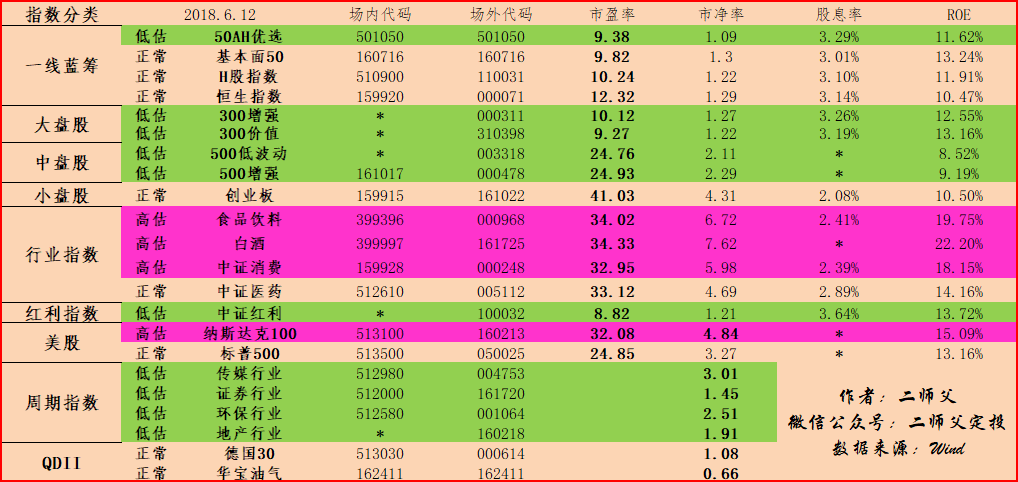 指数分类 2018.6.12 场内代码 场外代码 市盈率 市净率 股息率 ROE
一线蓝筹 低估 50AH优选 501050 501050 9.38 1.09 3.29% 11.62%
正常 基本面50 160716 160716 9.82 1.3 3.01% 13.24%
正常 H股指数 510900 110031 10.24 1.22 3.10% 11.91%
正常 恒生指数 159920 000071 12.32 1.29 3.14% 10.47%
大盘股 低估 300增强 * 000311 10.12 1.27 3.26% 12.55%
低估 300价值 * 310398 9.27 1.22 3.19% 13.16%
中盘股 低估 500低波动 * 003318 24.76 2.11 * 8.52%
低估 500增强 161017 000478 24.93 2.29 * 9.19%
小盘股 正常 创业板 159915 161022 41.03 4.31 2.08% 10.50%
行业指数 高估 食品饮料 399396 000968 34.02 6.72 2.41% 19.75%
高估 白酒 399997 161725 34.33 7.62 * 22.20%
高估 中证消费 159928 000248 32.95 5.98 2.39% 18.15%
正常 中证医药 512610 005112 33.12 4.69 2.89% 14.16%
红利指数 低估 中证红利 * 100032 8.82 1.21 3.64% 13.72%
美股 高估 纳斯达克100 513100 160213 32.08 4.84 * 15.09%
正常 标普500 513500 050025 24.85 3.27 * 13.16%
周期指数 低估 传媒行业 512980 004753 3.01
低估 证券行业 512000 161720 1.45
低估 环保行业 512580 001064 2.51
低估 地产行业 * 160218 1.91
QDII 正常 德国30 513030 000614 1.08
正常 华宝油气 162411 162411 0.66
作者：二师父
微信公众号：二师父定投
数据来源：Wind